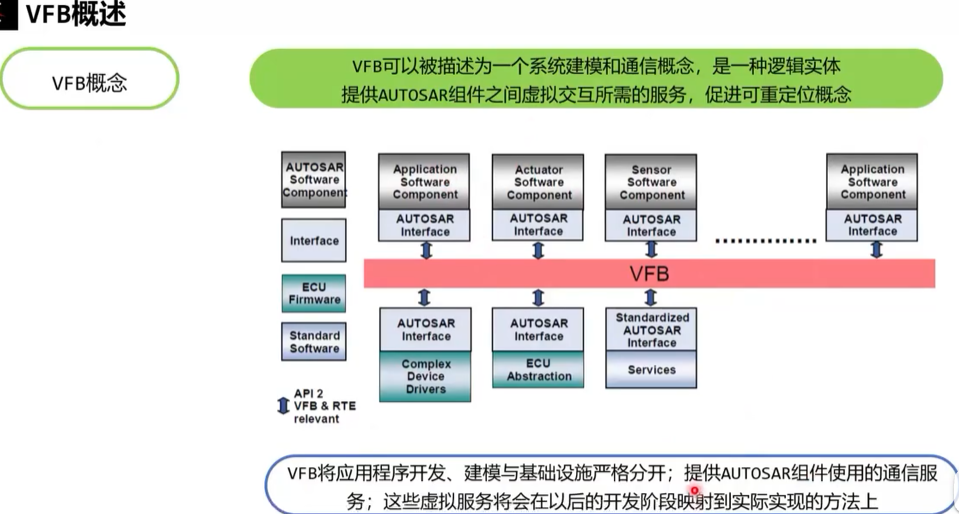 VFB概述
VFB概念
VFB可以被描述为一个系统建模和通信概念，是一种逻辑实体
提供AUTOSAR组件之间虚拟交互所需的服务，促进可重定位概念
AUTOSAR
Software
Component
Interface
ECU
Firmware
Standard
Software
API 2
VFB & RTE
relevant
Application
Software
Component
AUTOSAR
Interface
Actuator
Software
Component
AUTOSAR
Interface
Sensor
Software
Component
AUTOSAR
Interface
Application
Software
Component
AUTOSAR
Interface
VFB
AUTOSAR
Interface
Complex
Device
Drivers
AUTOSAR
Interface
ECU
Abstraction
Standardized
AUTOSAR
Interface
Services
VFB将应用程序开发、建模与基础设施严格分开；提供AUTOSAR组件使用的通信服
务；这些虚拟服务将会在以后的开发阶段映射到实际实现的方法上